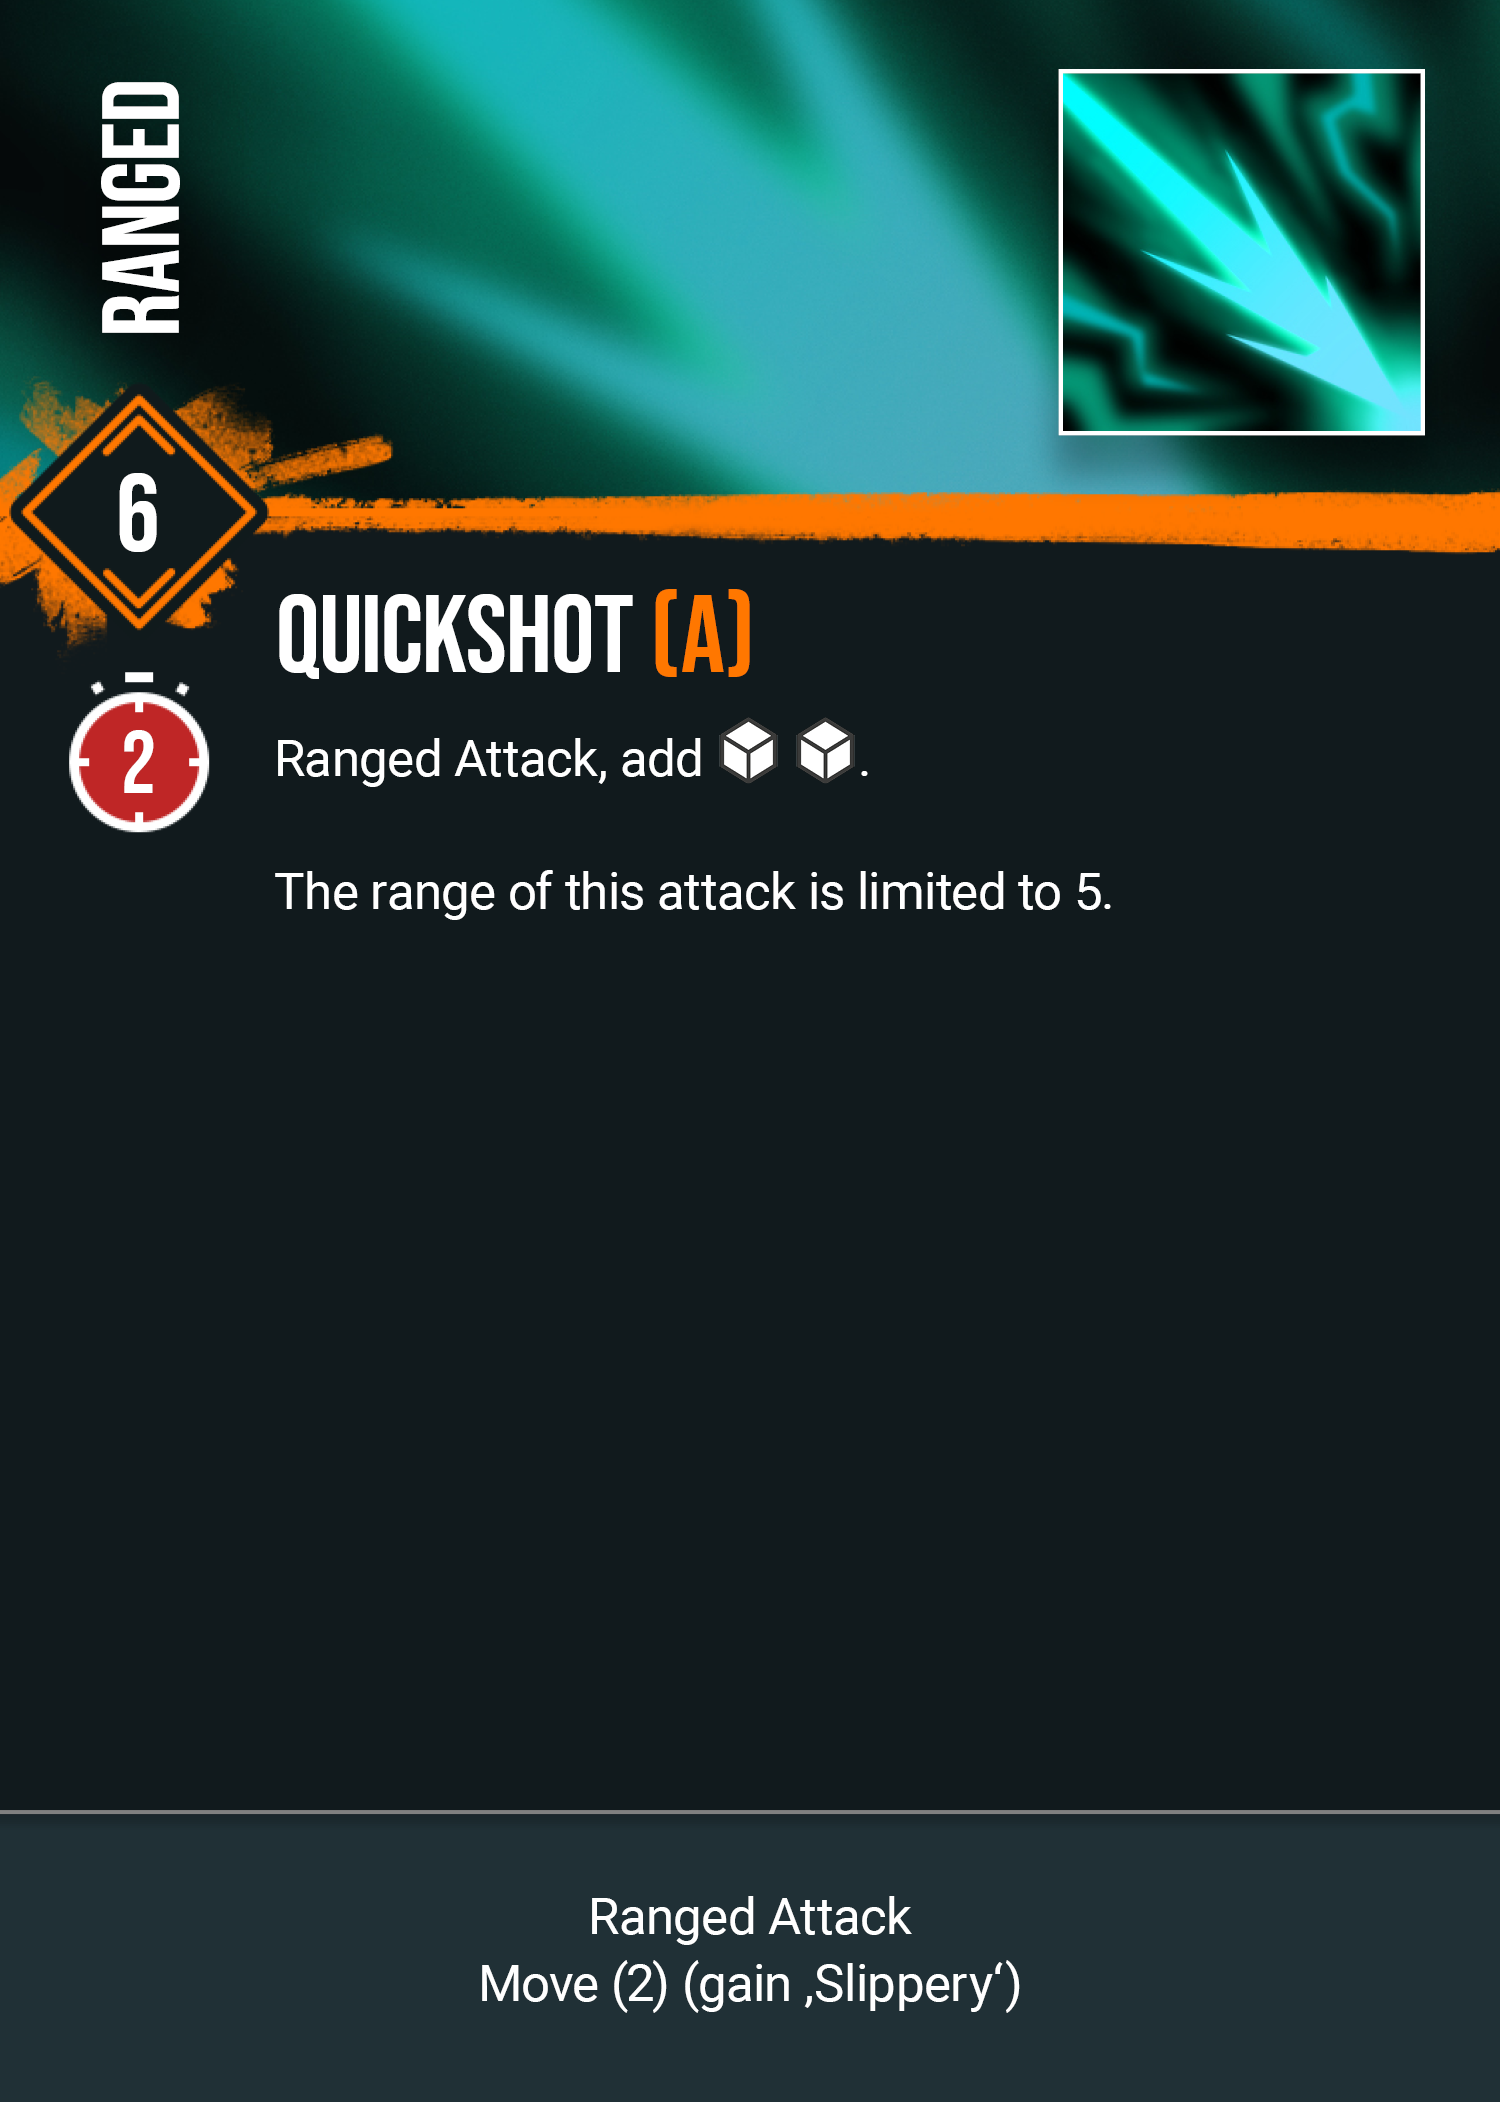 RANGED
6
QUICKSHOT (A)
2
Ranged Attack, add .
The range of this attack is limited to 5.
Ranged Attack
Move (2) (gain ‚Slippery‘)